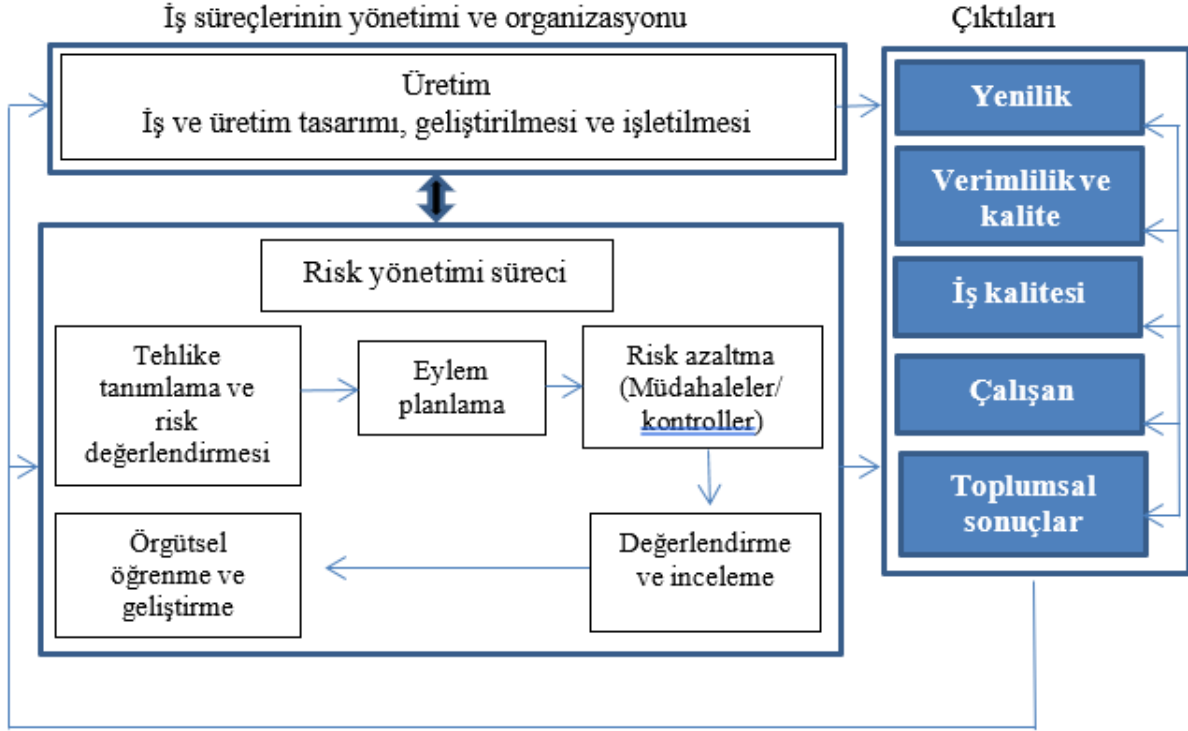 İş süreçlerinin yönetimi ve organizasyonu
Çıktıları
Üretim
İş ve üretim tasarımı, geliştirilmesi ve işletilmesi
Risk yönetimi süreci
Tehlike
tanımlama ve
risk
değerlendirmesi
Eylem
planlama
Risk azaltma
(Müdahaleler/
kontroller)
Örgütsel
öğrenme ve
geliştirme
Değerlendirme
ve inceleme
Yenilik
Verimlilik ve
kalite
İş kalitesi
Çalışan
Toplumsal
sonuçlar